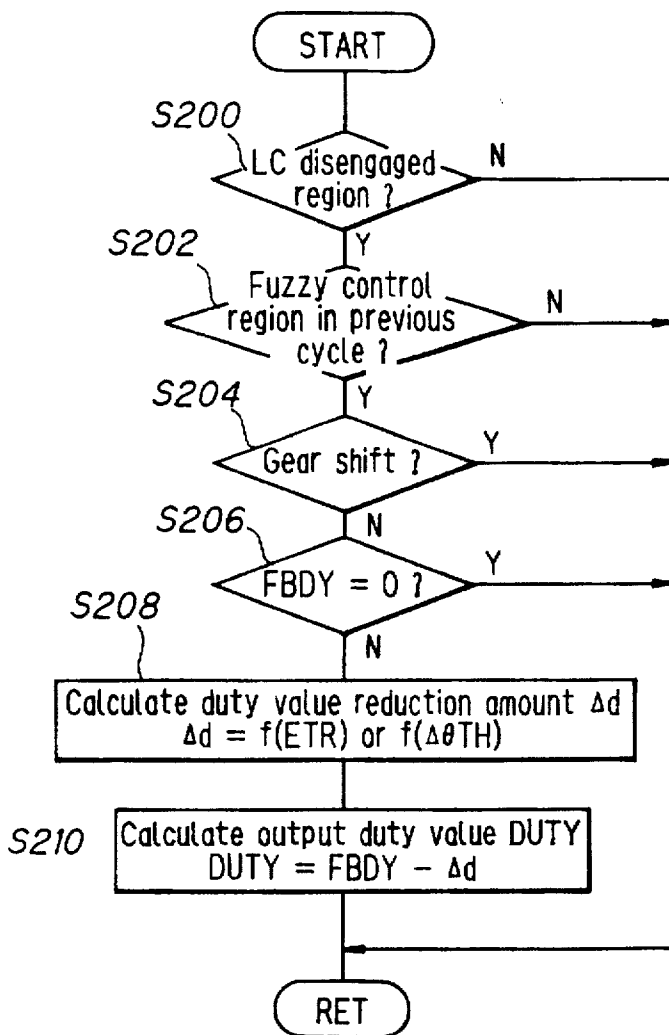 START
S200
LC disengaged
region ?
N
Y
S202
Fuzzy control
region in previous
cycle ?
N
Y
S204
Gear shift ?
Y
N
S206
FBDY = 0 ?
Y
N
S208
Calculate duty value reduction amount Δd
Δd = f(ETR) or f(ΔθTH)
S210
Calculate output duty value DUTY
DUTY = FBDY - Δd
RET